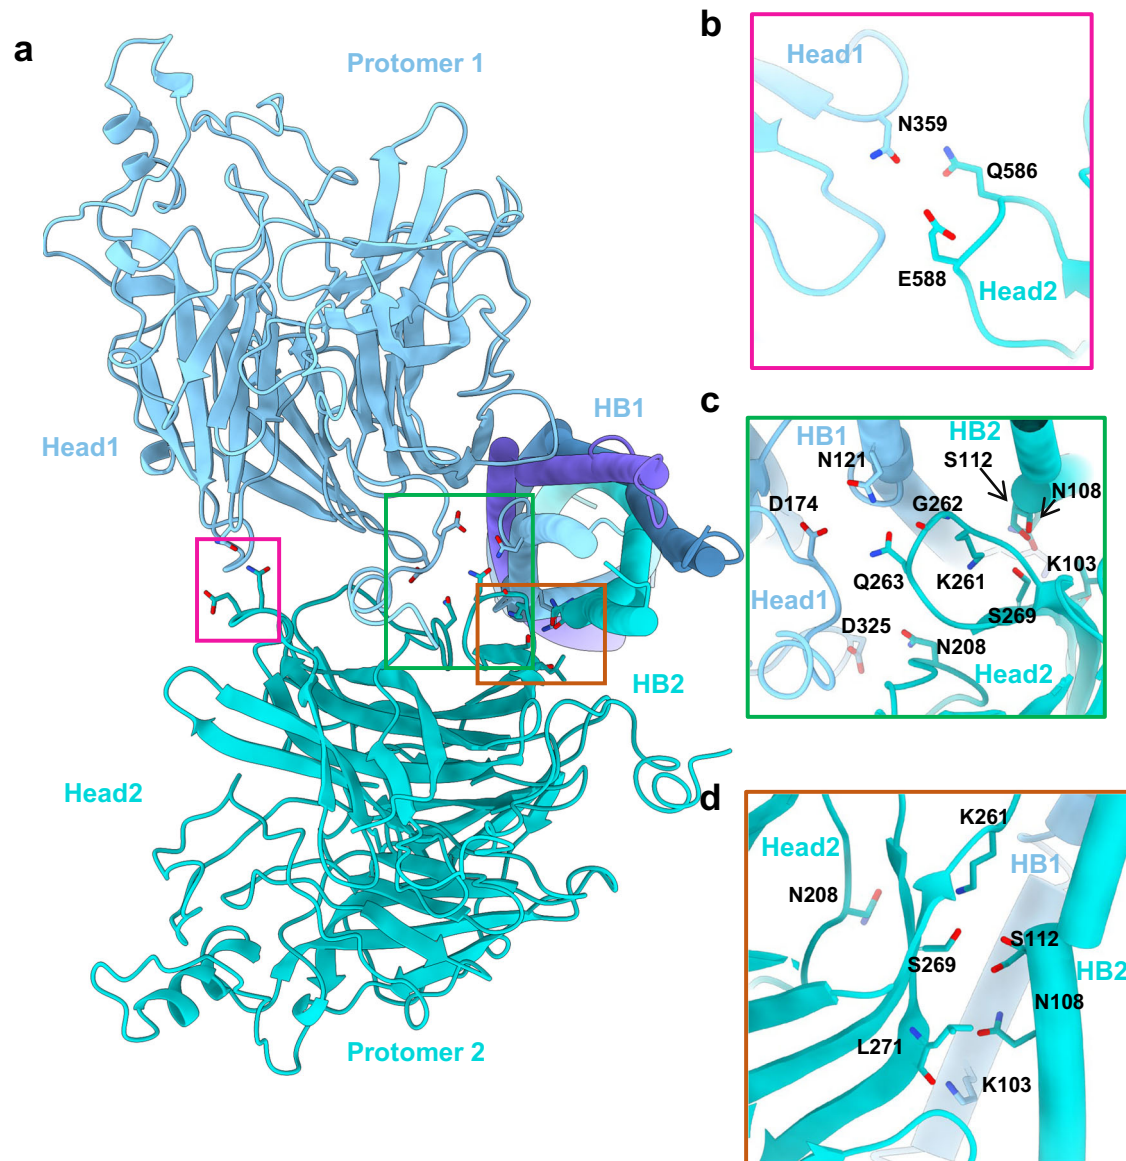 a
Protomer 1
Head1
HB1
HB2
Head2
Protomer 2
b
Head1
N359
Q586
E588
Head2
c
HB1
HB2
N121
S112
N108
D174
G262
K103
Q263
K261
Head1
S269
D325
N208
Head2
d
K261
Head2
HB1
N208
S112
S269
HB2
N108
L271
K103